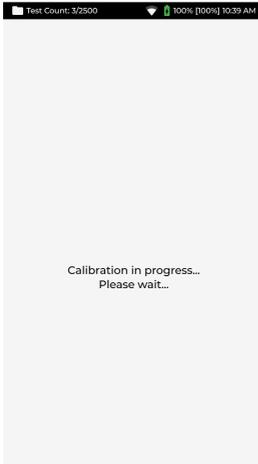 Test Count: 3/2500 100% [100%] 10:39 AM
Calibration in progress...
Please wait...